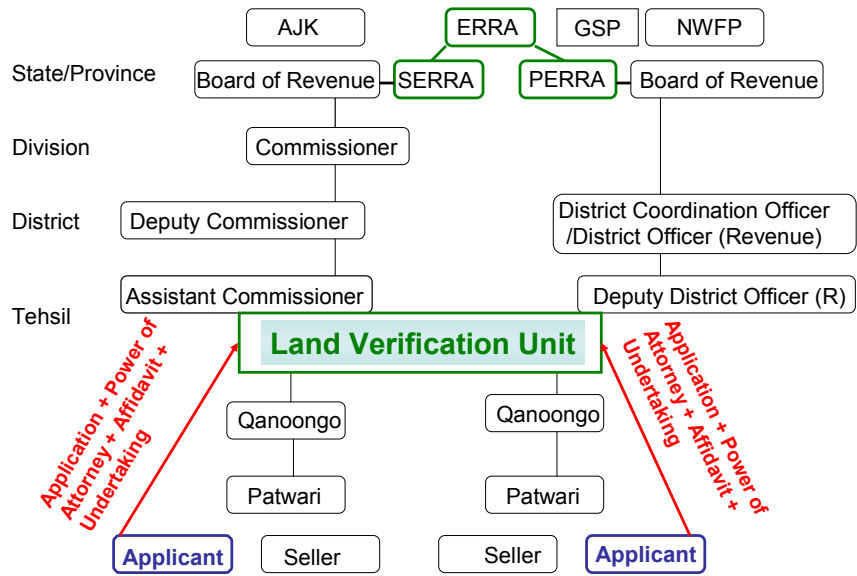 AJK
ERRA
GSP
NWFP
State/Province
Board of Revenue
SERRA
PERRA
Board of Revenue
Division
Commissioner
District
Deputy Commissioner
District Coordination Officer
/District Officer (Revenue)
Tehsil
Assistant Commissioner
Deputy District Officer (R)
Land Verification Unit
Application + Power of
Attorney + Affidavit +
Undertaking
Application + Power of
Attorney + Affidavit +
Undertaking
Qanoongo
Qanoongo
Patwari
Patwari
Applicant
Seller
Seller
Applicant